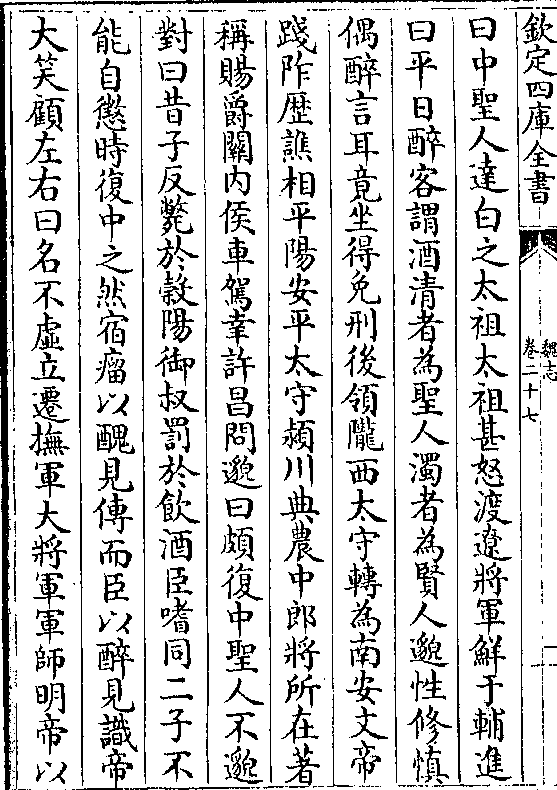 欽定四庫全書
魏志
卷二十七
曰中聖人達白之太祖太祖甚怒渡遼將軍鮮于輔進
曰平日醉客謂酒清者為聖人濁者為賢人邈性修慎
偶醉言耳竟坐得免刑後領隴西太守轉為南安文帝
踐阼歴譙相平陽安平太守潁川典農中郎將所在著
稱賜爵關内侯車駕幸許昌問邈曰頗復中聖人不邈
對曰昔子反斃於穀陽御叔罰於飲酒臣嗜同二子不
能自懲時復中之然宿瘤以醜見傳而臣以醉見識帝
大笑顧左右曰名不虚立遷撫軍大將軍軍師明帝以